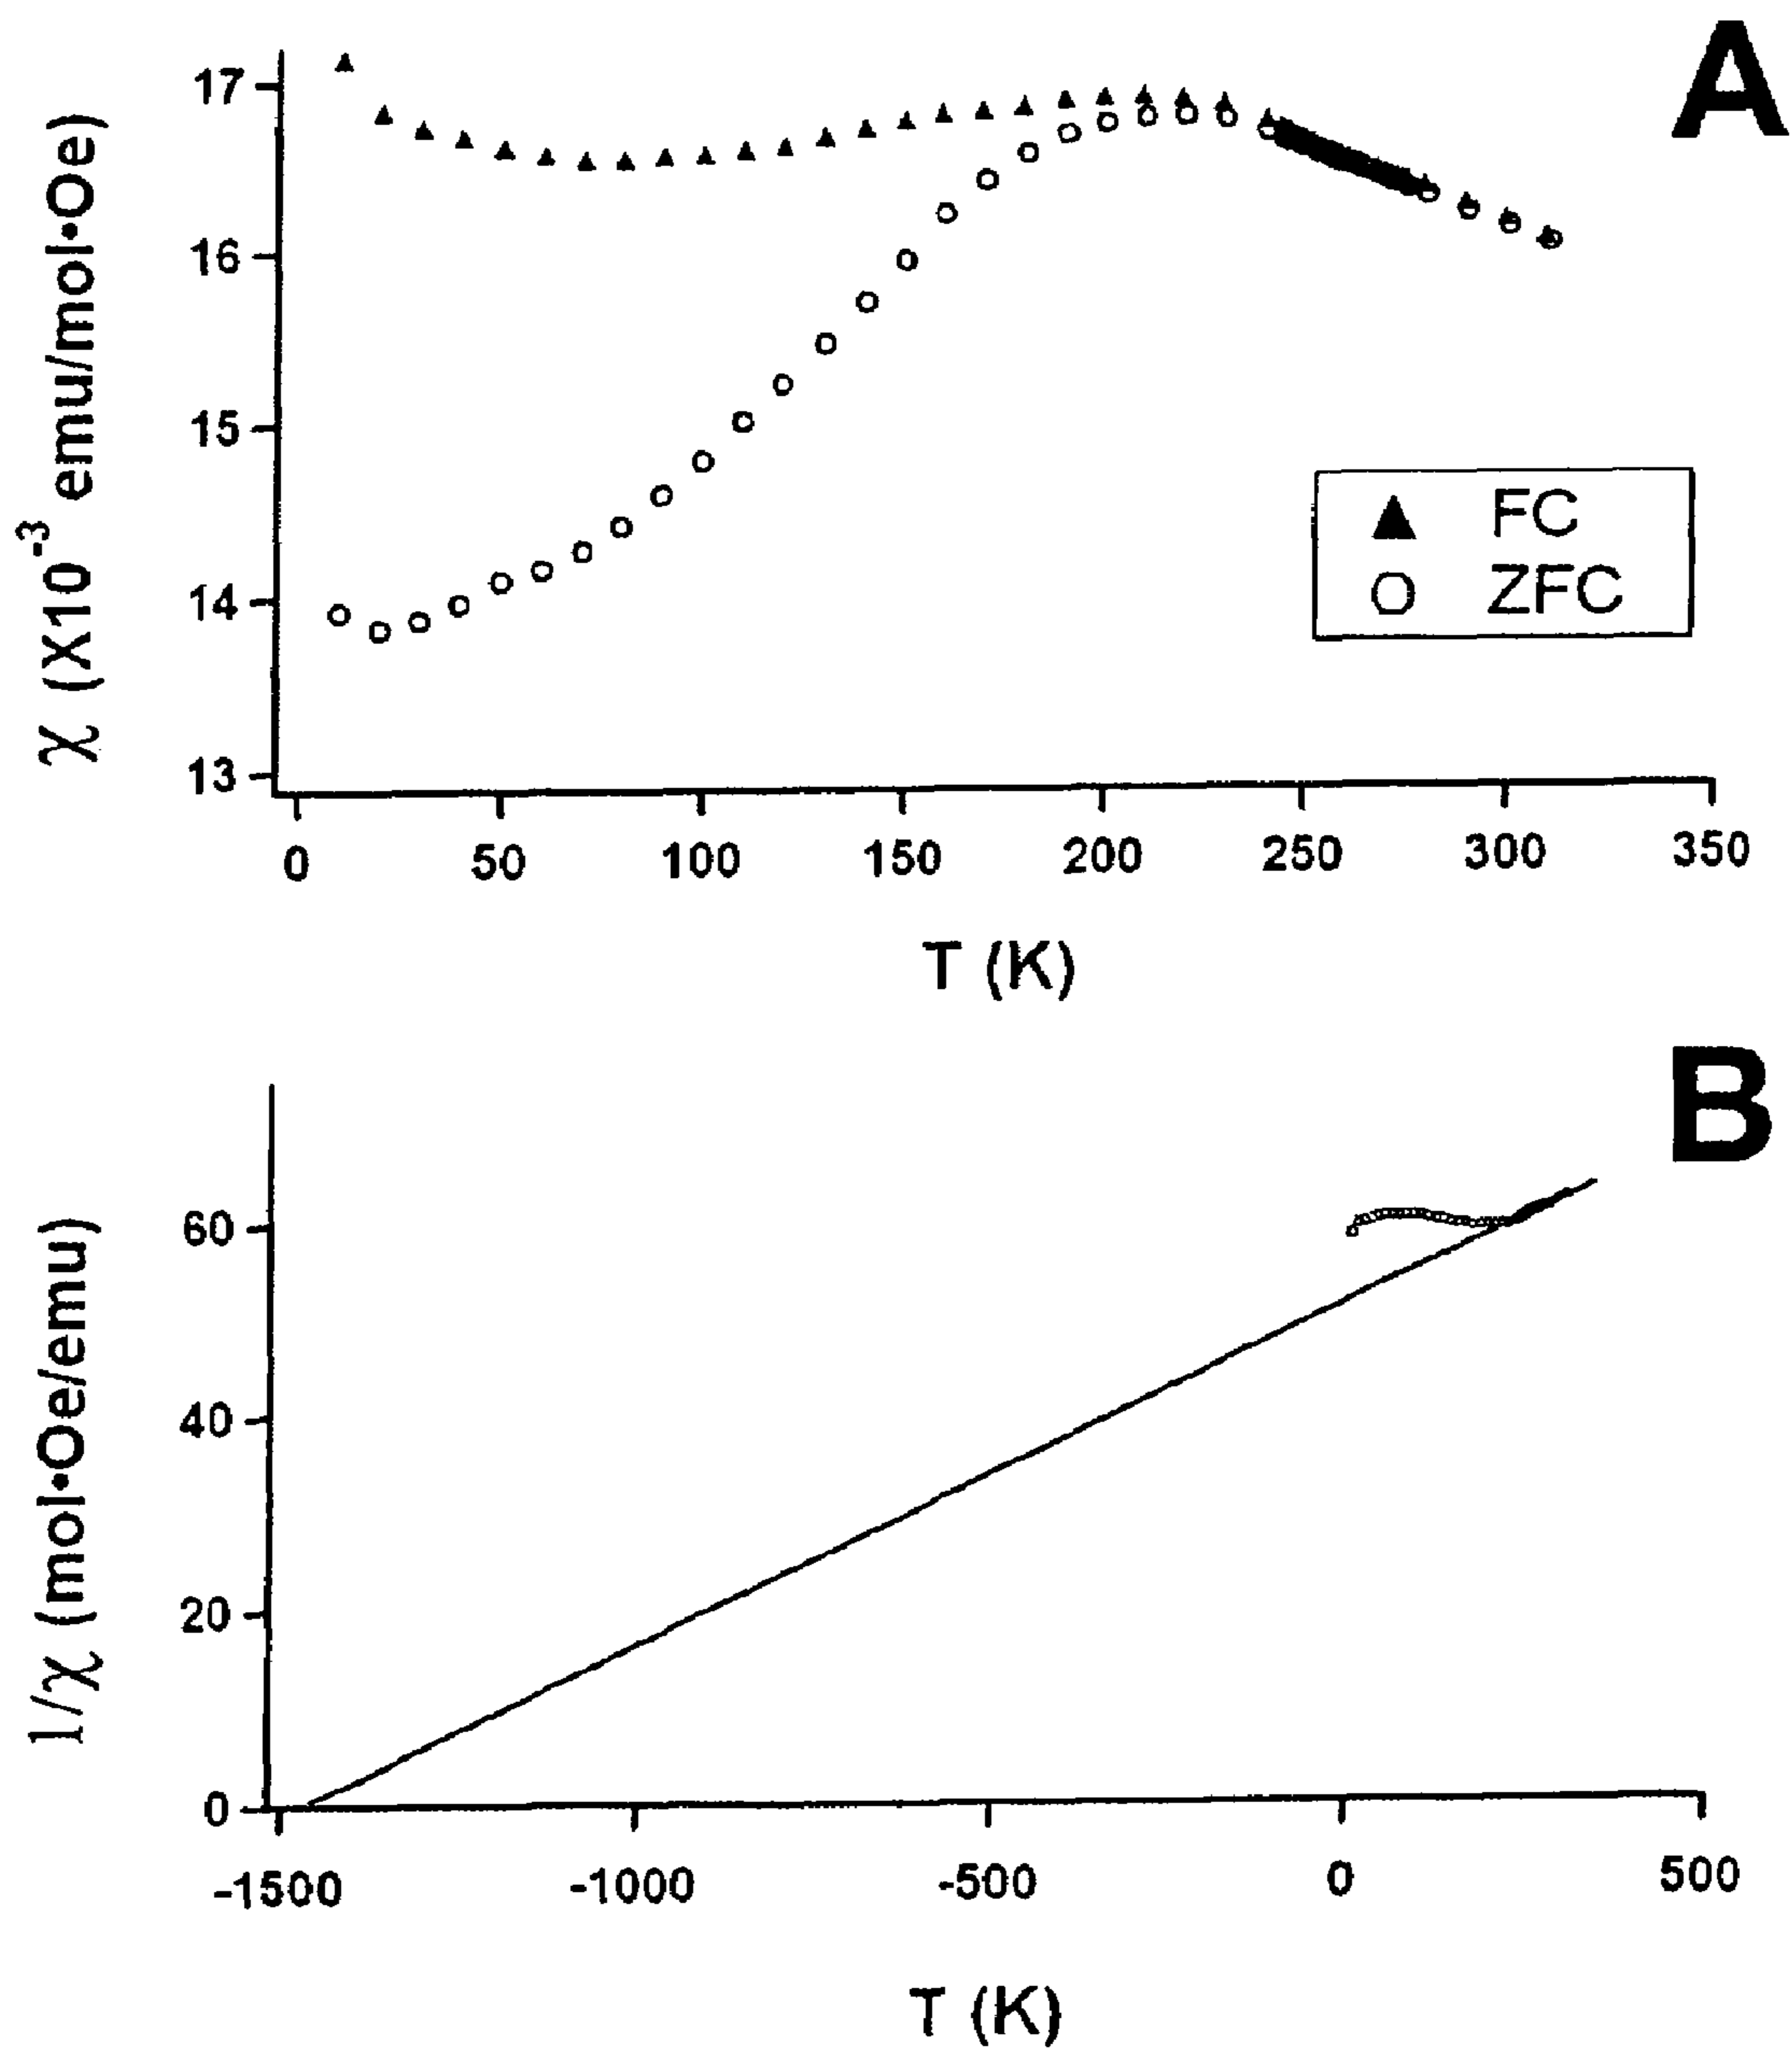 A
17
16
15
14
13
χ (X10⁻³ emu/mol•Oe)
FC
ZFC
0 50 100 150 200 250 300 350
T (K)
B
60
40
20
0
1/χ (mol•Oe/emu)
-1500 -1000 -500 0 500
T (K)